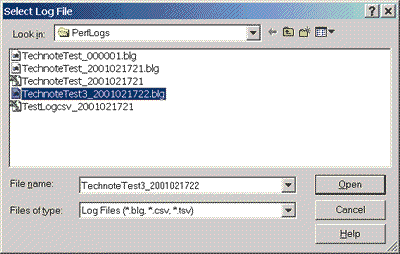 Select Log File
Look in: PerfLogs
TechnoteTest_000001.blg
TechnoteTest_2001021721.blg
TechnoteTest_2001021721
TechnoteTest3_2001021722.blg
TestLogcsv_2001021721
File name: TechnoteTest3_2001021722 Open
Files of type: Log Files (*.blg, *.csv, *.tsv) Cancel
Help